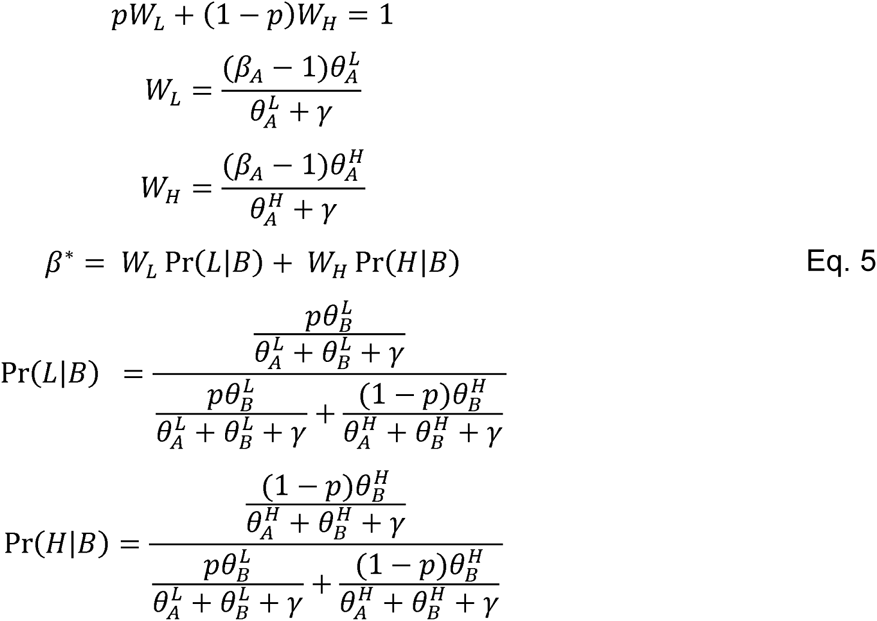 $pW_L + (1 - p)W_H = 1$
$W_L = \frac{(\beta_A - 1)\theta_A^L}{\theta_A^L + \gamma}$
$W_H = \frac{(\beta_A - 1)\theta_A^H}{\theta_A^H + \gamma}$
$\beta^* = W_L \Pr(L|B) + W_H \Pr(H|B)$ Eq. 5
$\Pr(L|B) = \frac{\frac{p\theta_B^L}{\theta_A^L + \theta_B^L + \gamma}}{\frac{p\theta_B^L}{\theta_A^L + \theta_B^L + \gamma} + \frac{(1 - p)\theta_B^H}{\theta_A^H + \theta_B^H + \gamma}}$
$\Pr(H|B) = \frac{\frac{(1 - p)\theta_B^H}{\theta_A^H + \theta_B^H + \gamma}}{\frac{p\theta_B^L}{\theta_A^L + \theta_B^L + \gamma} + \frac{(1 - p)\theta_B^H}{\theta_A^H + \theta_B^H + \gamma}}$